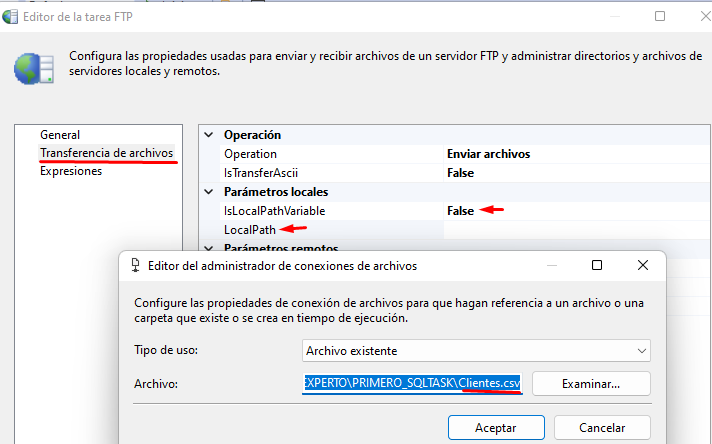 Editor de la tarea FTP
Configura las propiedades usadas para enviar y recibir archivos de un servidor FTP y administrar directorios y archivos de
servidores locales y remotos.
General
Transferencia de archivos
Expresiones
Operación
Operation Enviar archivos
IsTransferAscii False
Parámetros locales
IsLocalPathVariable False
LocalPath
Parámetros remotos
Editor del administrador de conexiones de archivos
Configure las propiedades de conexión de archivos para que hagan referencia a un archivo o una
carpeta que existe o se crea en tiempo de ejecución.
Tipo de uso: Archivo existente
Archivo: EXPERTO\PRIMERO_SQLTASK\Clientes.csv Examinar...
Aceptar Cancelar